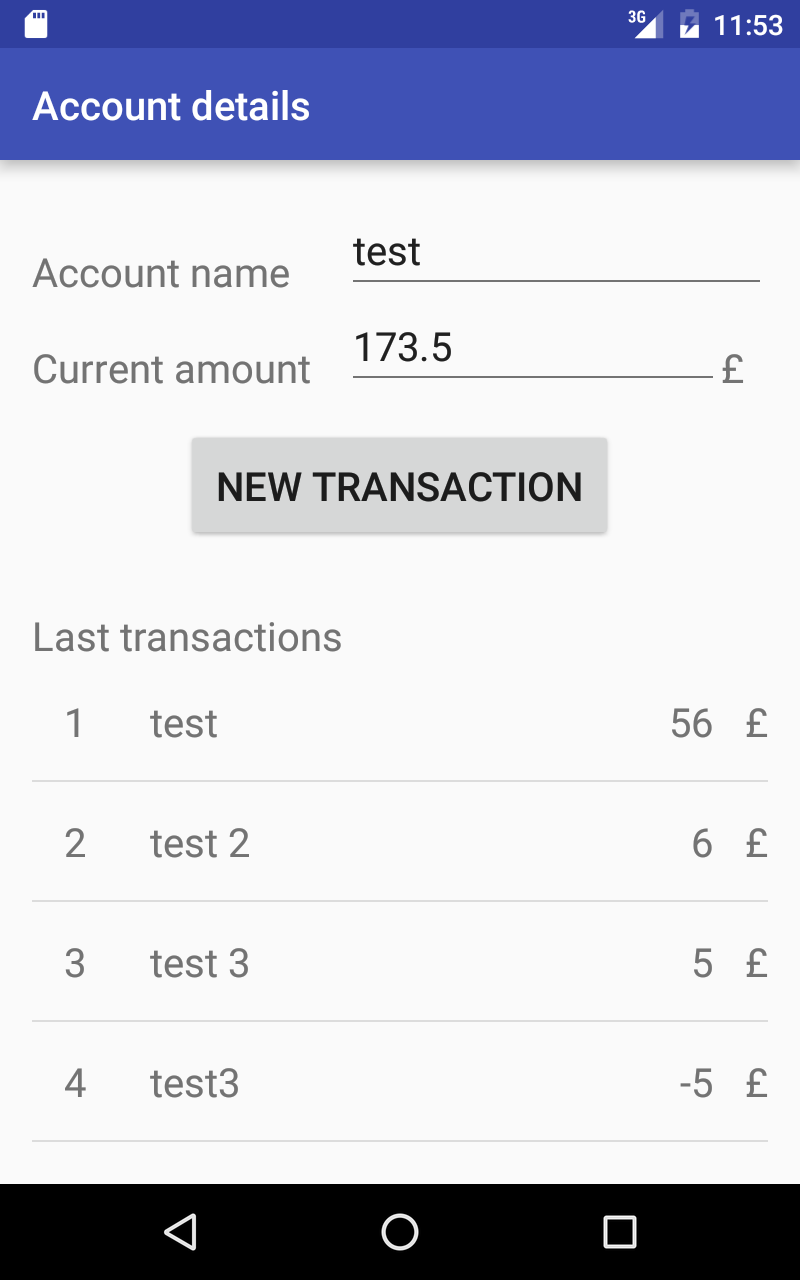 3G 11:53
Account details
Account name test
Current amount 173.5 £
NEW TRANSACTION
Last transactions
1 test 56 £
2 test 2 6 £
3 test 3 5 £
4 test3 -5 £